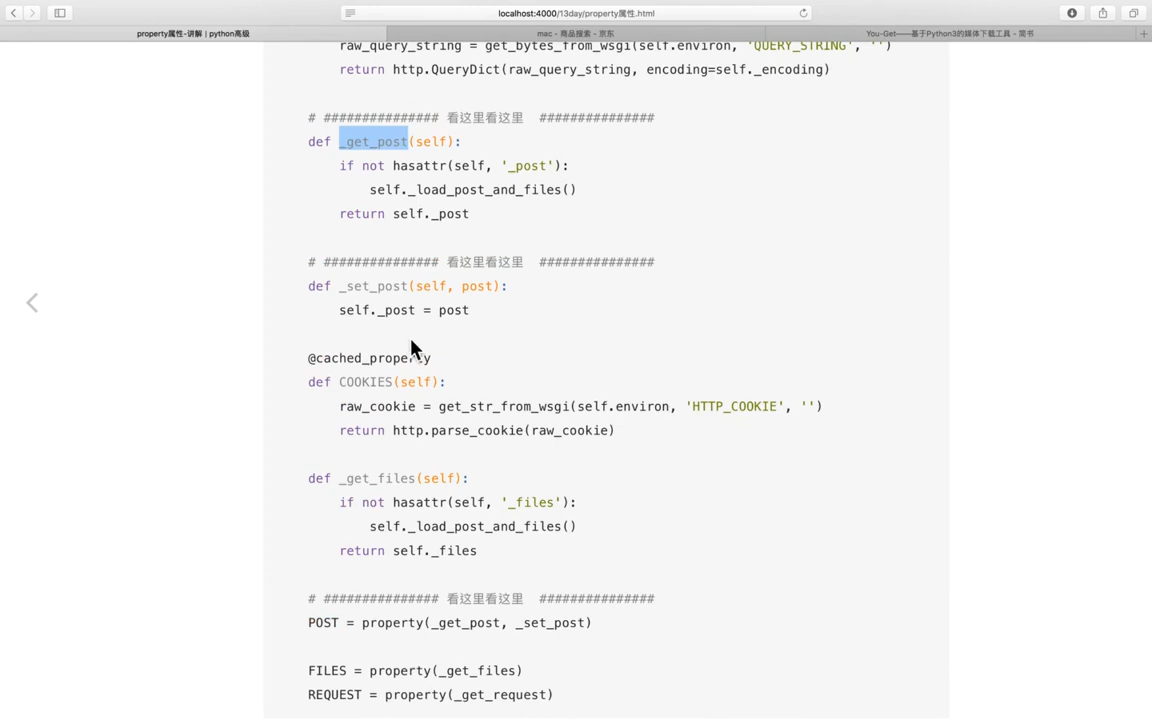 localhost:4000/13day/property属性.html
property属性-讲解 | python高级
mac - 商品搜索 - 京东
You-Get——基于Python3的媒体下载工具 - 简书
raw_query_string = get_bytes_from_wsgi(self.environ, 'QUERY_STRING', '')
return http.QueryDict(raw_query_string, encoding=self._encoding)
# ############### 看这里看这里  ###############
def _get_post(self):
if not hasattr(self, '_post'):
self._load_post_and_files()
return self._post
# ############### 看这里看这里  ###############
def _set_post(self, post):
self._post = post
@cached_property
def COOKIES(self):
raw_cookie = get_str_from_wsgi(self.environ, 'HTTP_COOKIE', '')
return http.parse_cookie(raw_cookie)
def _get_files(self):
if not hasattr(self, '_files'):
self._load_post_and_files()
return self._files
# ############### 看这里看这里  ###############
POST = property(_get_post, _set_post)
FILES = property(_get_files)
REQUEST = property(_get_request)